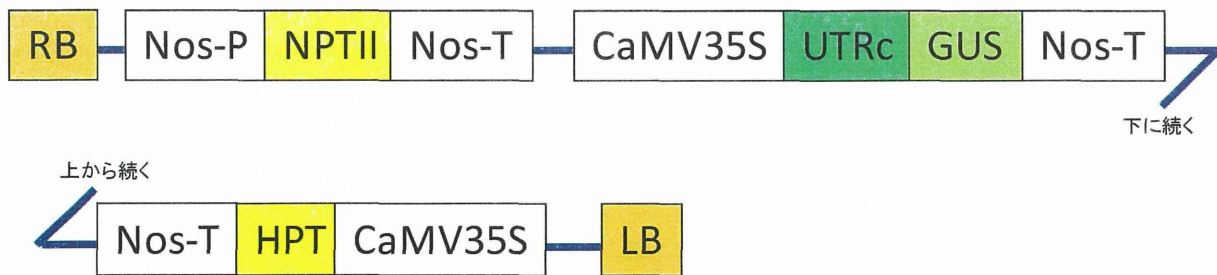 RB Nos-P NPTII Nos-T CaMV35S UTRc GUS Nos-T
下に続く
上から続く
Nos-T HPT CaMV35S LB